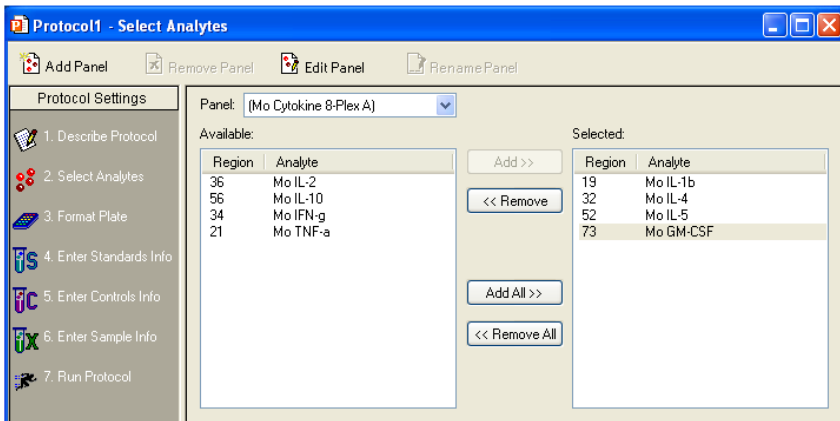 Protocol1 - Select Analytes
Add Panel Remove Panel Edit Panel Rename Panel
Protocol Settings
1. Describe Protocol
2. Select Analytes
3. Format Plate
4. Enter Standards Info
5. Enter Controls Info
6. Enter Sample Info
7. Run Protocol
Panel: (Mo Cytokine 8-Plex A)
Available:
Region Analyte
36 Mo IL-2
56 Mo IL-10
34 Mo IFN-g
21 Mo TNF-a
Add >>
<< Remove
Add All >>
<< Remove All
Selected:
Region Analyte
19 Mo IL-1b
32 Mo IL-4
52 Mo IL-5
73 Mo GM-CSF